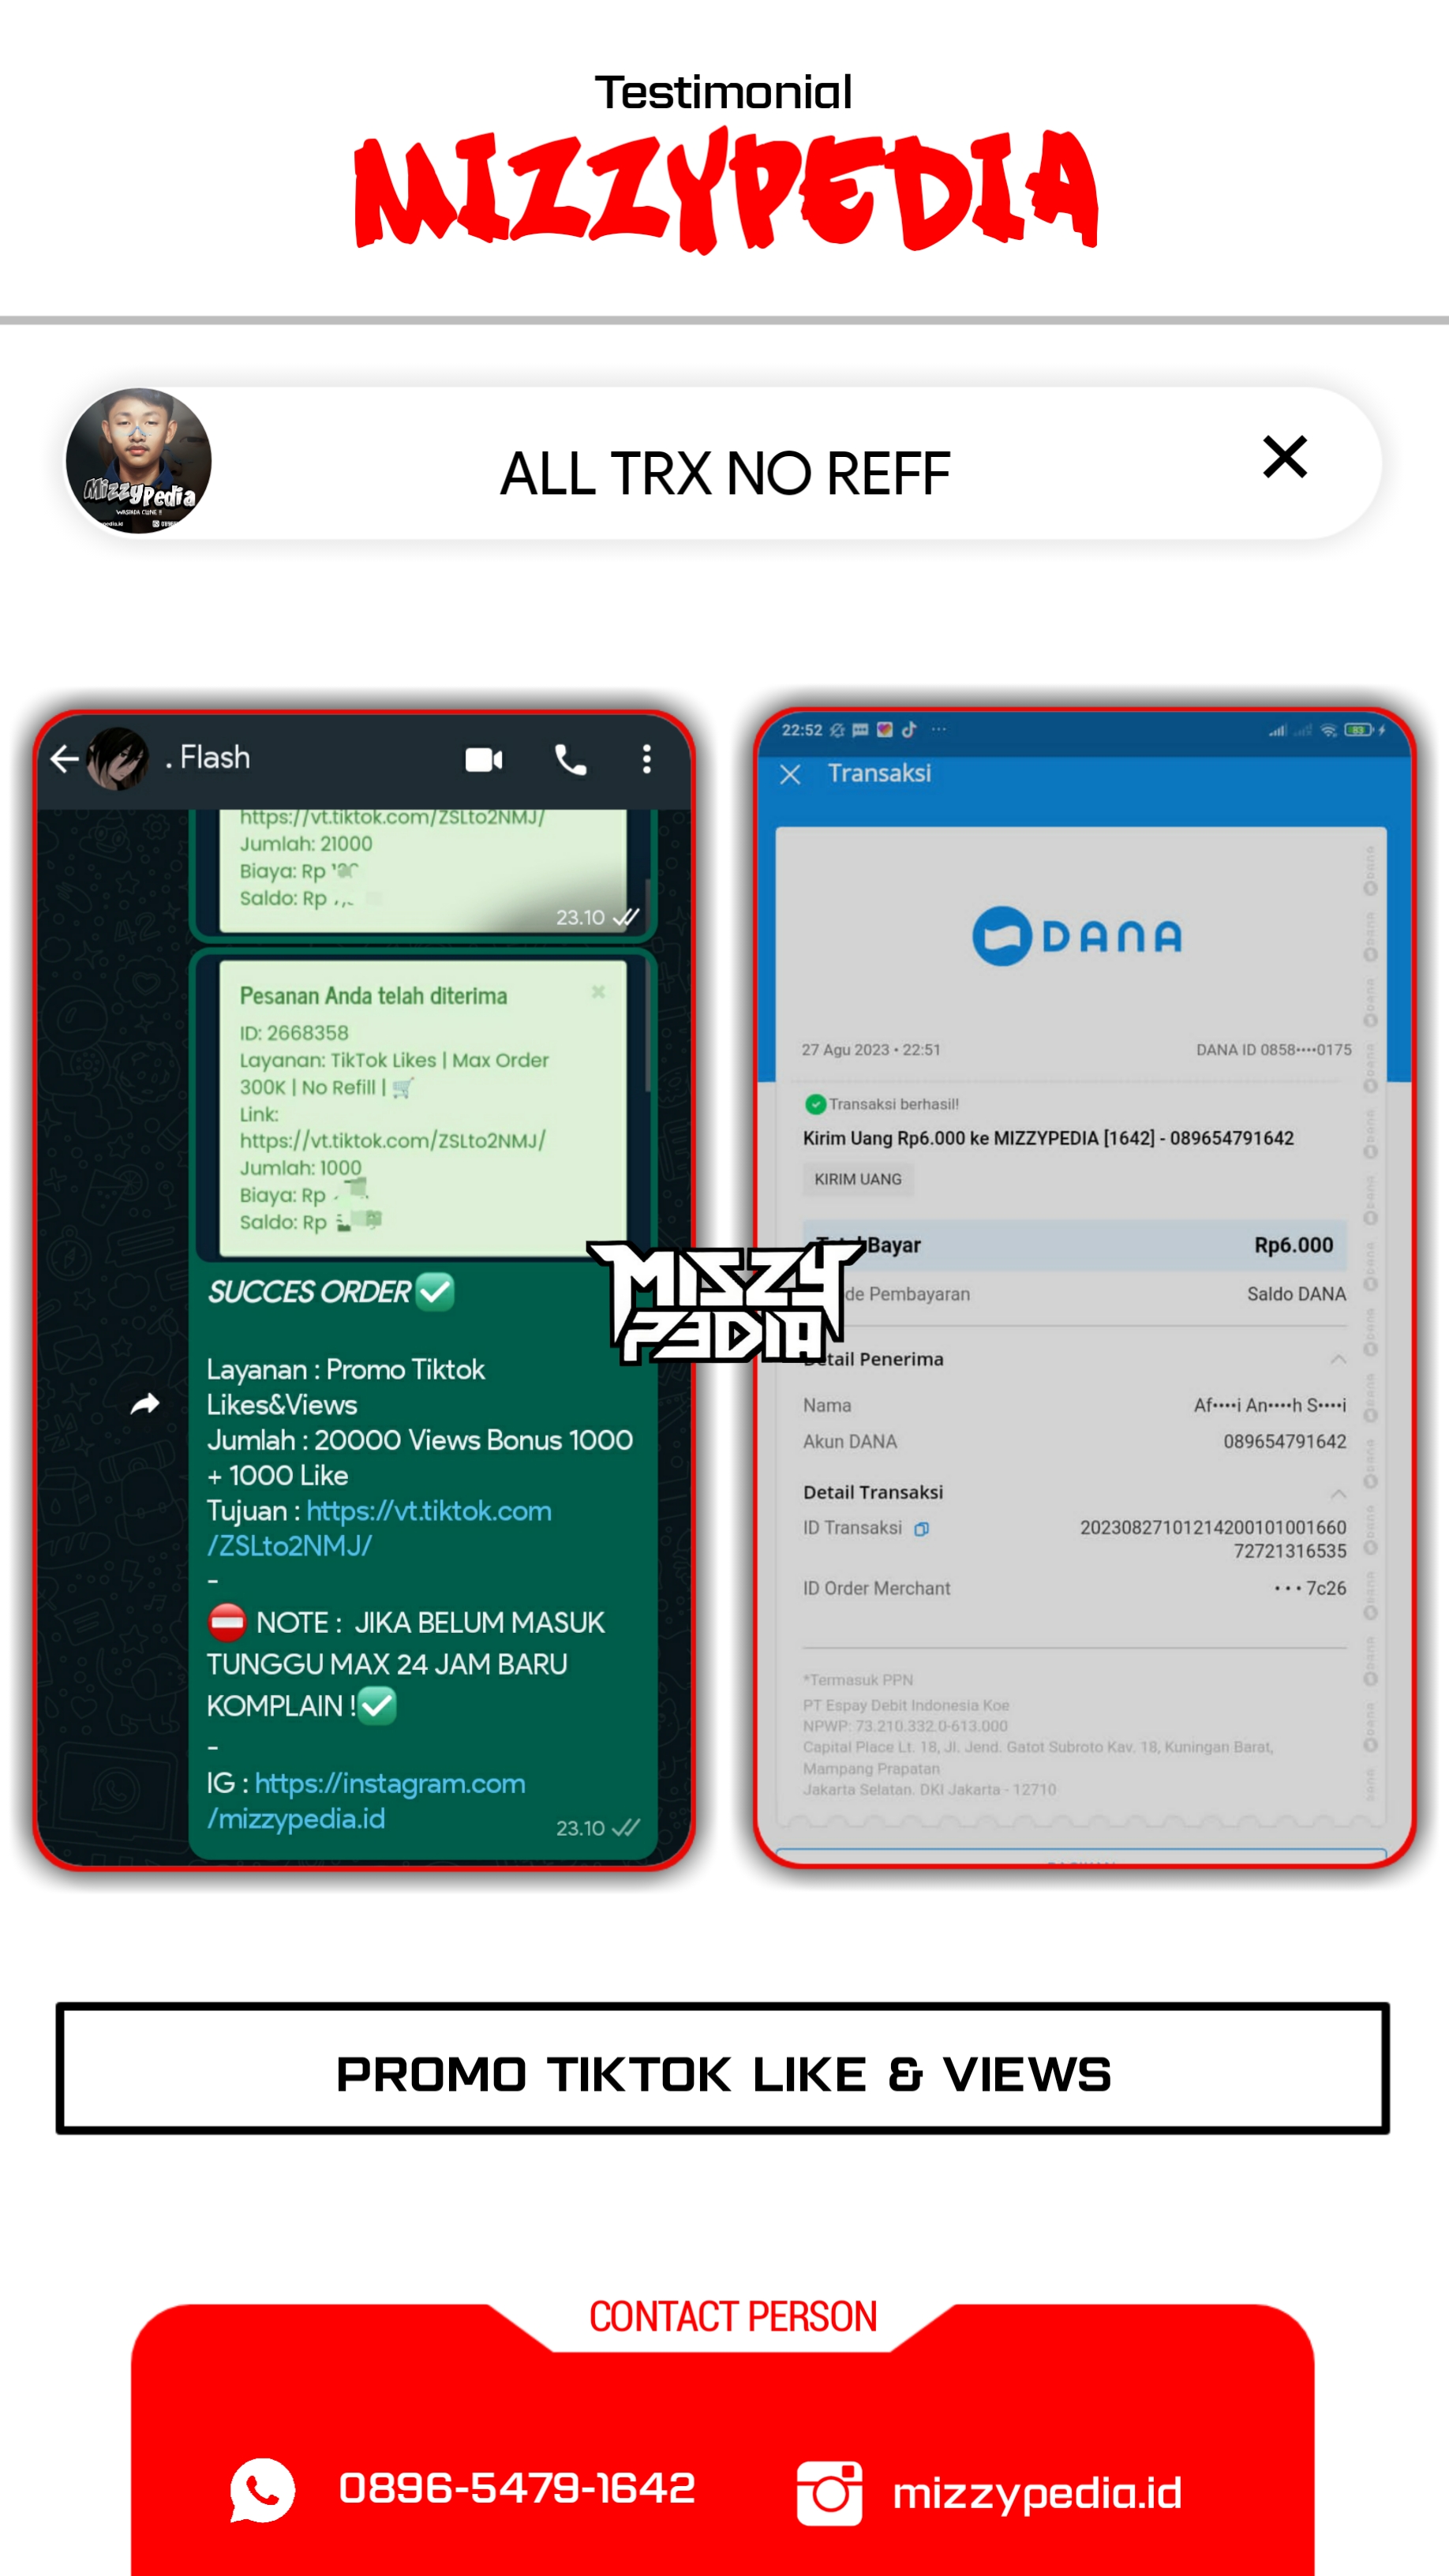 Testimonial
MIZZYPEDIA
MizzyPedia
ALL TRX NO REFF
. Flash
https://vt.tiktok.com/ZSLto2NMJ/
Jumlah: 21000
Biaya: Rp
Saldo: Rp
23.10
Pesanan Anda telah diterima
ID: 2668358
Layanan: TikTok Likes | Max Order
300K | No Refill | 🛒
Link:
https://vt.tiktok.com/ZSLto2NMJ/
Jumlah: 1000
Biaya: Rp
Saldo: Rp
SUCCES ORDER ✅
Layanan : Promo Tiktok
Likes&Views
Jumlah : 20000 Views Bonus 1000
+ 1000 Like
Tujuan : https://vt.tiktok.com
/ZSLto2NMJ/
-
⛔ NOTE : JIKA BELUM MASUK
TUNGGU MAX 24 JAM BARU
KOMPLAIN !✅
-
IG : https://instagram.com
/mizzypedia.id
23.10
MIZZY
PEDIA
22:52
83
Transaksi
DANA
27 Agu 2023 • 22:51
DANA ID 0858••••0175
Transaksi berhasil!
Kirim Uang Rp6.000 ke MIZZYPEDIA [1642] - 089654791642
KIRIM UANG
Bayar
Rp6.000
de Pembayaran
Saldo DANA
Detail Penerima
Nama
Af••••i An••••h S••••i
Akun DANA
089654791642
Detail Transaksi
ID Transaksi
20230827101214200101001660
72721316535
ID Order Merchant
• • • 7c26
*Termasuk PPN
PT Espay Debit Indonesia Koe
NPWP: 73.210.332.0-613.000
Capital Place Lt. 18, Jl. Jend. Gatot Subroto Kav. 18, Kuningan Barat,
Mampang Prapatan
Jakarta Selatan. DKI Jakarta - 12710
PROMO TIKTOK LIKE & VIEWS
CONTACT PERSON
0896-5479-1642
mizzypedia.id